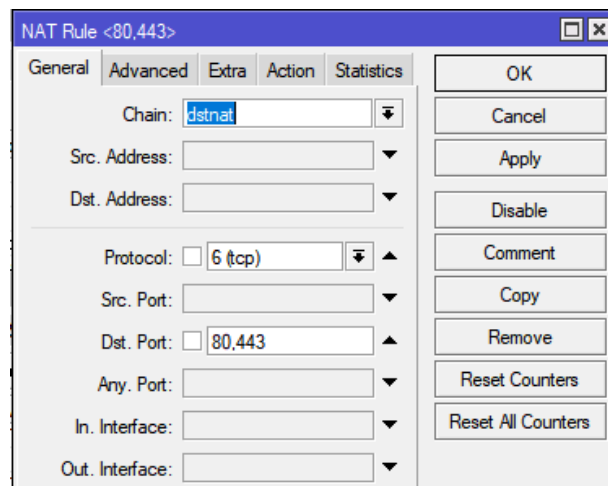 NAT Rule <80,443>
General Advanced Extra Action Statistics
OK
Chain: dstnat
Cancel
Src. Address:
Apply
Dst. Address:
Disable
Protocol: 6 (tcp)
Comment
Src. Port:
Copy
Dst. Port: 80,443
Remove
Any. Port:
Reset Counters
In. Interface:
Reset All Counters
Out. Interface: